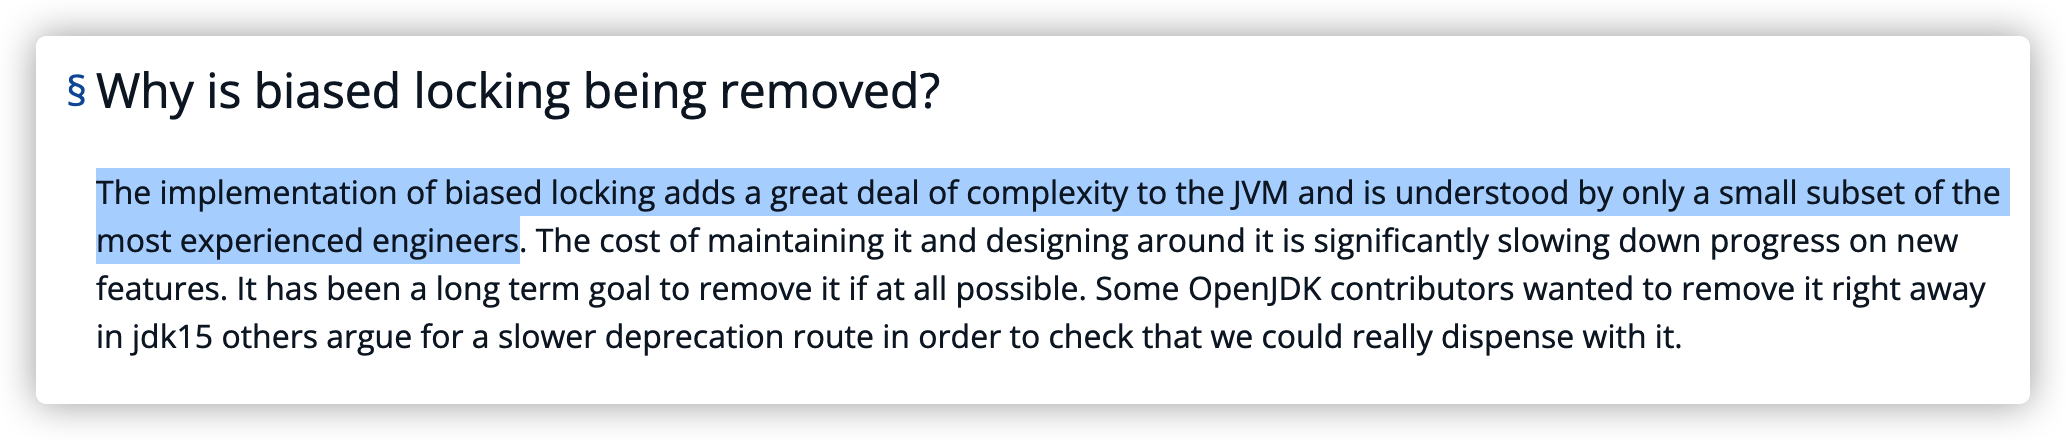 § Why is biased locking being removed?
The implementation of biased locking adds a great deal of complexity to the JVM and is understood by only a small subset of the
most experienced engineers. The cost of maintaining it and designing around it is significantly slowing down progress on new
features. It has been a long term goal to remove it if at all possible. Some OpenJDK contributors wanted to remove it right away
in jdk15 others argue for a slower deprecation route in order to check that we could really dispense with it.